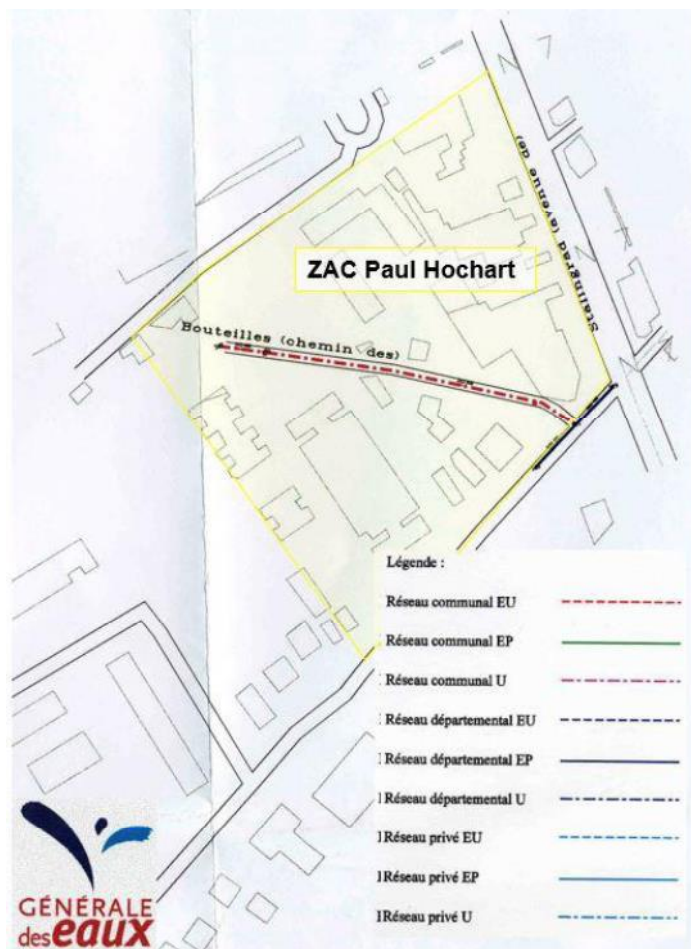 Stalingrad (avenue de)
ZAC Paul Hochart
Bouteilles (chemin des)
Légende :
Réseau communal EU
Réseau communal EP
Réseau communal U
Réseau départemental EU
Réseau départemental EP
Réseau départemental U
Réseau privé EU
Réseau privé EP
Réseau privé U
GÉNÉRALE
des eaux